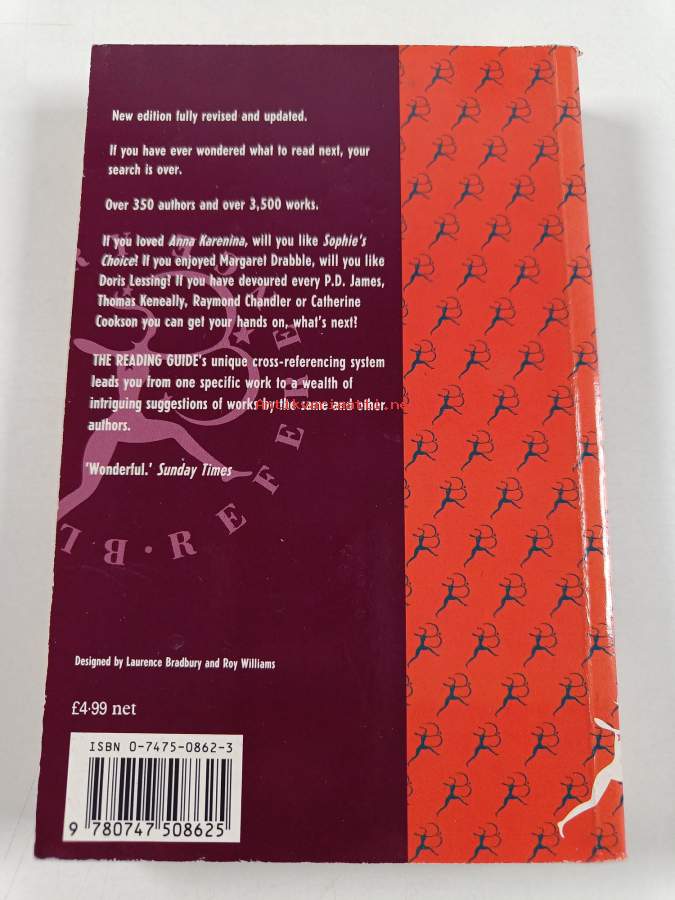 New edition fully revised and updated.
If you have ever wondered what to read next, your
search is over.
Over 350 authors and over 3,500 works.
If you loved Anna Karenina, will you like Sophie's
Choice? If you enjoyed Margaret Drabble, will you like
Doris Lessing? If you have devoured every P.D. James,
Thomas Keneally, Raymond Chandler or Catherine
Cookson you can get your hands on, what's next?
THE READING GUIDE's unique cross-referencing system
leads you from one specific work to a wealth of
intriguing suggestions of works by the same and other
authors.
'Wonderful.' Sunday Times
Designed by Laurence Bradbury and Roy Williams
£4·99 net
ISBN 0-7475-0862-3
9 780747 508625